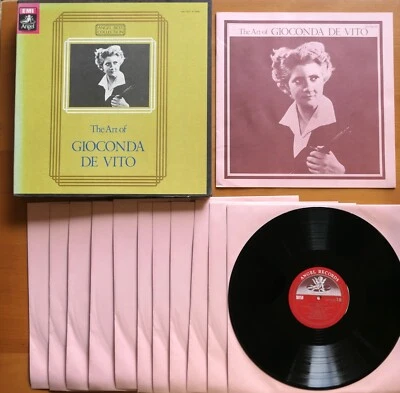 EMI
Angel
The Art of
GIOCONDA
DE VITO
The Art of GIOCONDA DE VITO
ANGEL RECORDS